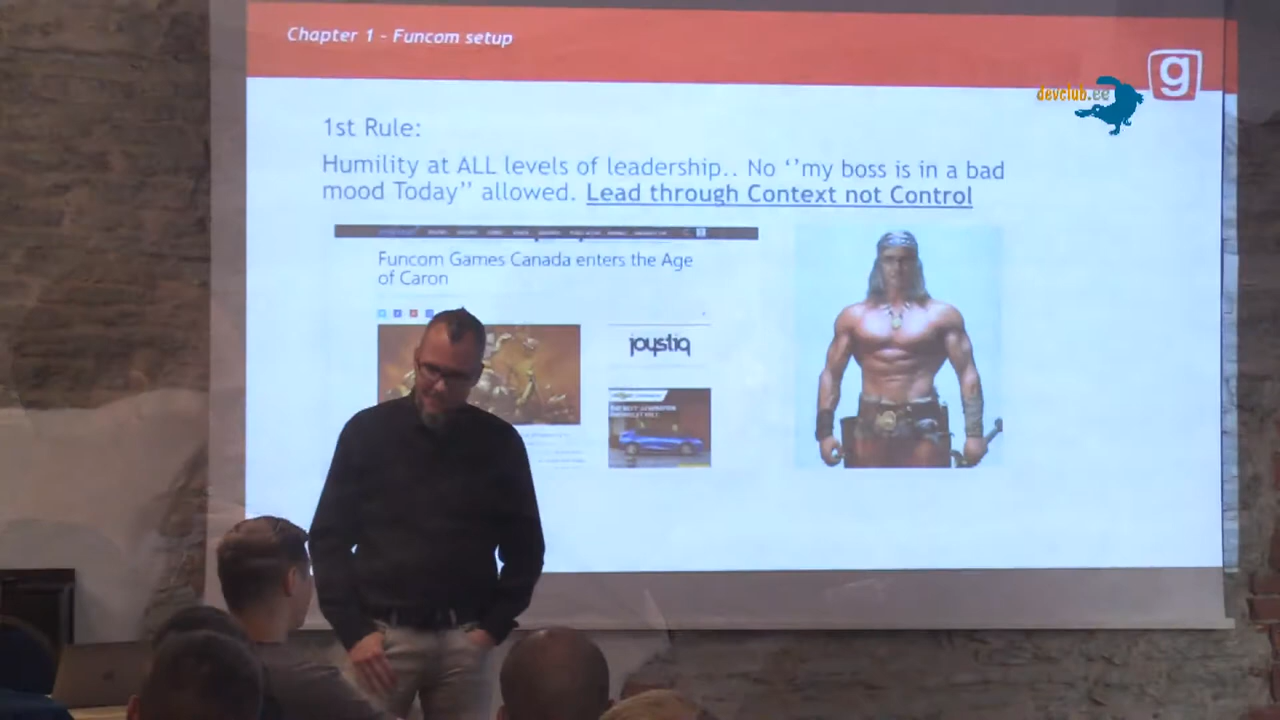 Chapter 1 - Funcom setup
g
devclub.ee
1st Rule:
Humility at ALL levels of leadership.. No ‘’my boss is in a bad
mood Today’’ allowed. Lead through Context not Control
Funcom Games Canada enters the Age
of Caron
joystiq